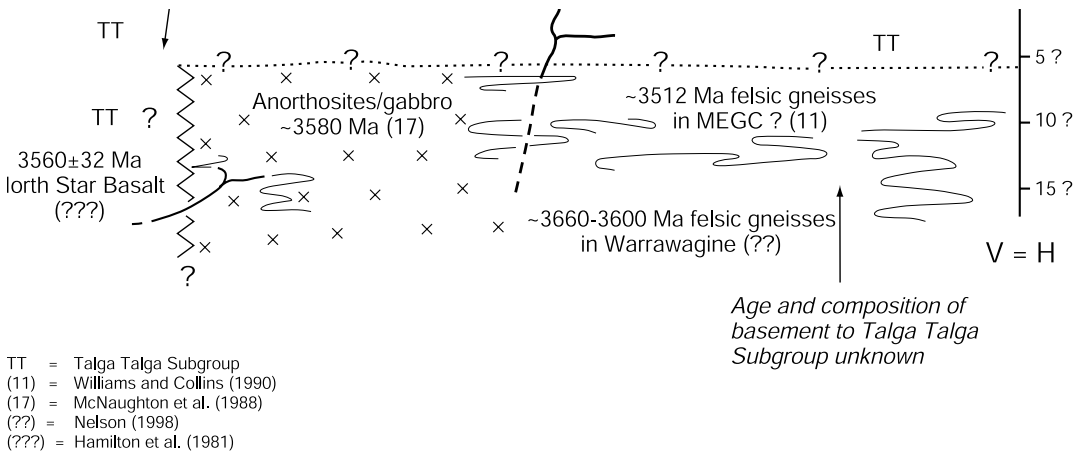 TT
TT
5 ?
? ? ? ? ? ?
Anorthosites/gabbro
~3580 Ma (17)
~3512 Ma felsic gneisses
in MEGC ? (11)
10 ?
TT ?
3560±32 Ma
North Star Basalt
(???)
15 ?
~3660-3600 Ma felsic gneisses
in Warrawagine (??)
V = H
?
Age and composition of
basement to Talga Talga
Subgroup unknown
TT = Talga Talga Subgroup
(11) = Williams and Collins (1990)
(17) = McNaughton et al. (1988)
(??) = Nelson (1998)
(???) = Hamilton et al. (1981)